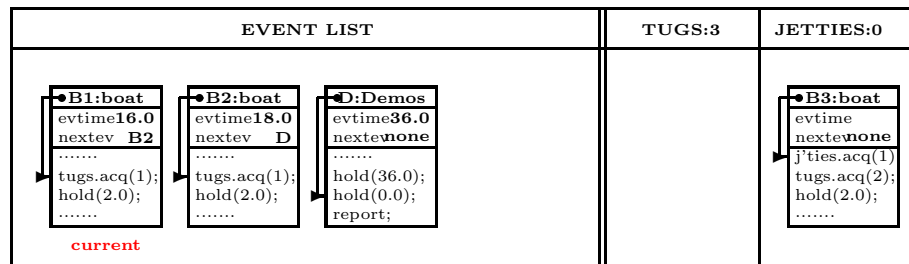 EVENT LIST
TUGS:3
JETTIES:0
B1:boat
evtime16.0
nextev B2
.......
tugs.acq(1);
hold(2.0);
.......
current
B2:boat
evtime18.0
nextev D
.......
tugs.acq(1);
hold(2.0);
.......
D:Demos
evtime36.0
nextevnone
.......
hold(36.0);
hold(0.0);
report;
B3:boat
evtime
nextevnone
j'ties.acq(1)
tugs.acq(2);
hold(2.0);
.......